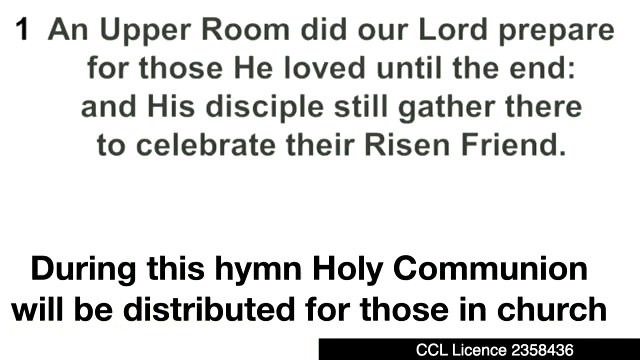 1 An Upper Room did our Lord prepare
for those He loved until the end:
and His disciple still gather there
to celebrate their Risen Friend.
During this hymn Holy Communion
will be distributed for those in church
CCL Licence 2358436